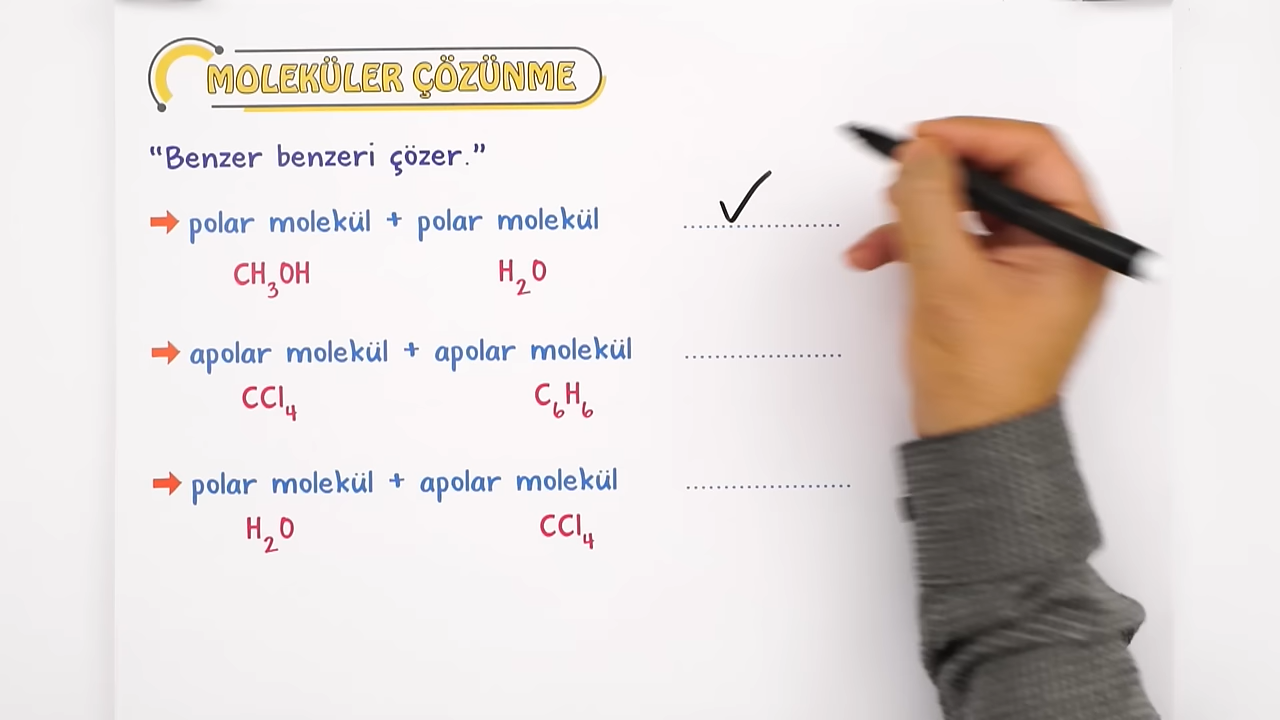 MOLEKÜLER ÇÖZÜNME
“Benzer benzeri çözer.”
polar molekül + polar molekül ....................
CH₃OH H₂O
apolar molekül + apolar molekül ....................
CCl₄ C₆H₆
polar molekül + apolar molekül ....................
H₂O CCl₄